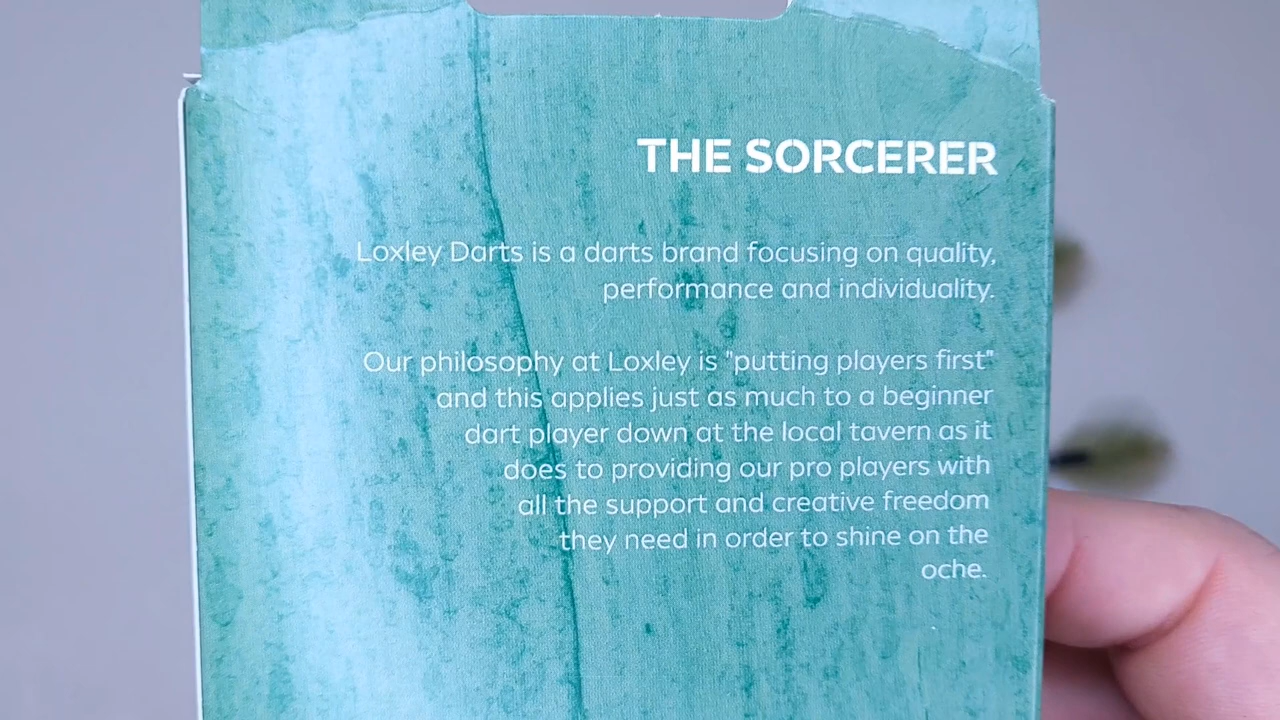 THE SORCERER
Loxley Darts is a darts brand focusing on quality,
performance and individuality.
Our philosophy at Loxley is "putting players first"
and this applies just as much to a beginner
dart player down at the local tavern as it
does to providing our pro players with
all the support and creative freedom
they need in order to shine on the
oche.